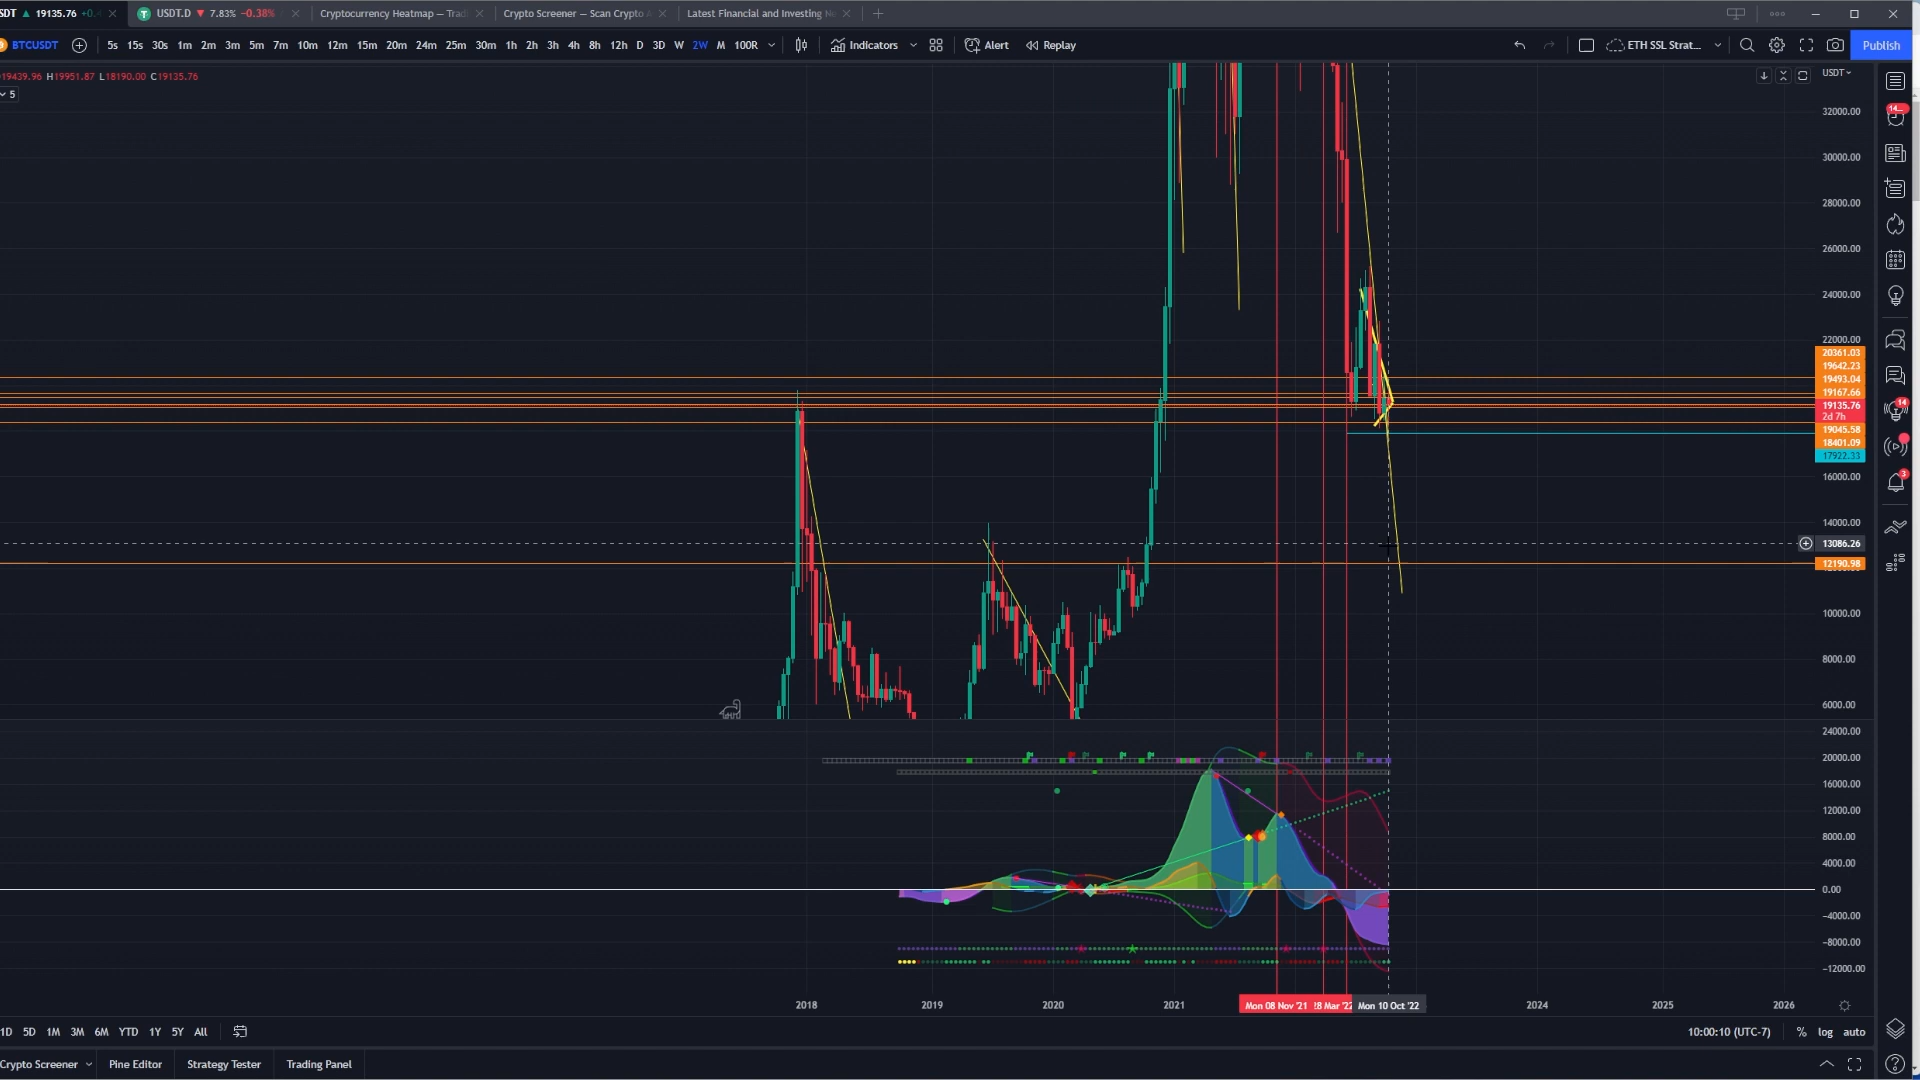 SDT ▲ 19135.76
USDT.D ▼ 7.83% −0.38%
Cryptocurrency Heatmap — Trad
Crypto Screener — Scan Crypto
Latest Financial and Investing Ne
BTCUSDT
5s 15s 30s 1m 2m 3m 5m 7m 10m 12m 15m 20m 24m 25m 30m 1h 2h 3h 4h 8h 12h D 3D W 2W M 100R
Indicators
Alert
Replay
ETH SSL Strat...
Publish
19439.96 H19951.87 L18190.00 C19135.76
5
USDT
32000.00
30000.00
28000.00
26000.00
24000.00
22000.00
20361.03
19642.23
19493.04
19167.66
19135.76
2d 7h
19045.58
18401.09
17922.33
16000.00
14000.00
13086.26
12190.98
10000.00
8000.00
6000.00
24000.00
20000.00
16000.00
12000.00
8000.00
4000.00
0.00
−4000.00
−8000.00
−12000.00
14
3
2018 2019 2020 2021 Mon 08 Nov '21 8 Mar '22 Mon 10 Oct '22 2024 2025 2026
1D 5D 1M 3M 6M YTD 1Y 5Y All
10:00:10 (UTC-7) % log auto
Crypto Screener Pine Editor Strategy Tester Trading Panel